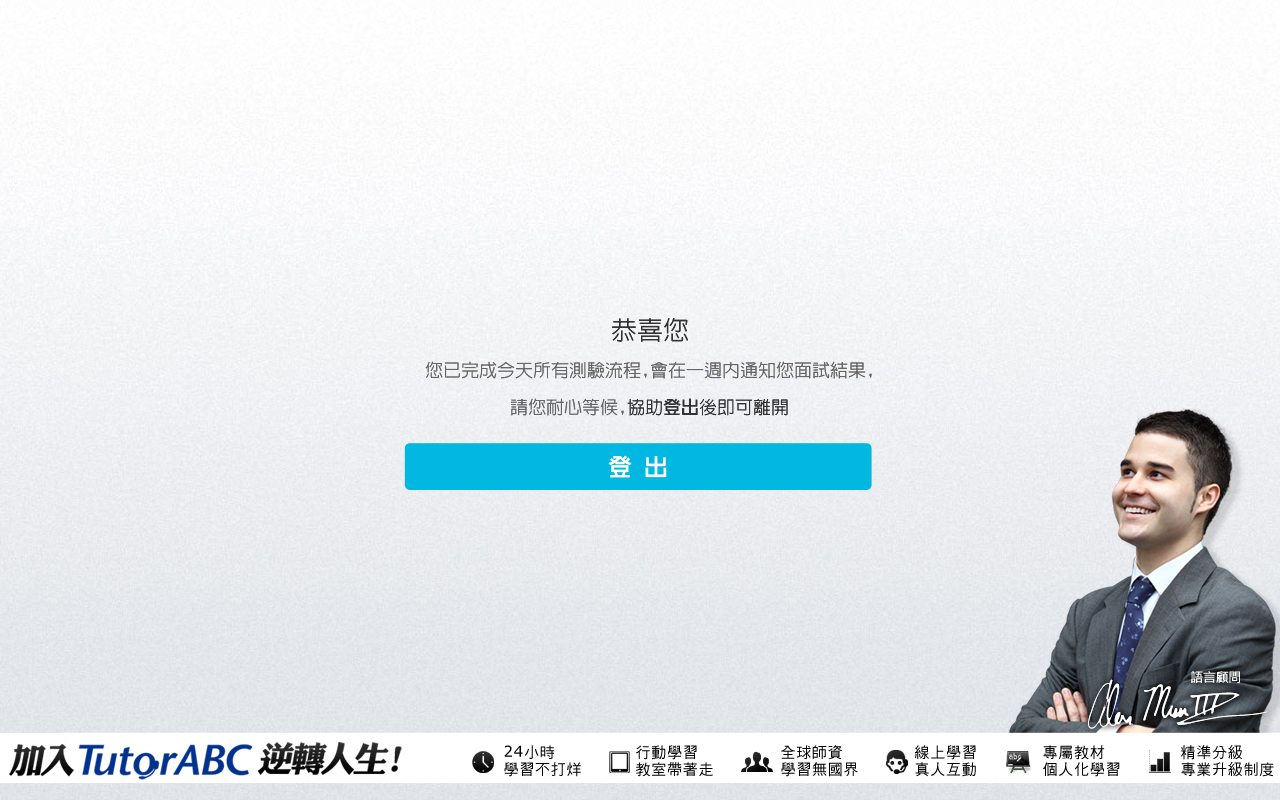 恭喜您
您已完成今天所有測驗流程，會在一週内通知您面試結果，
請您耐心等候，協助登出後即可離開
登 出
語言顧問
加入TutorABC逆轉人生！
24小時
學習不打烊
行動學習
教室帶著走
全球師資
學習無國界
線上學習
真人互動
專屬教材
個人化學習
精準分級
專業升級制度